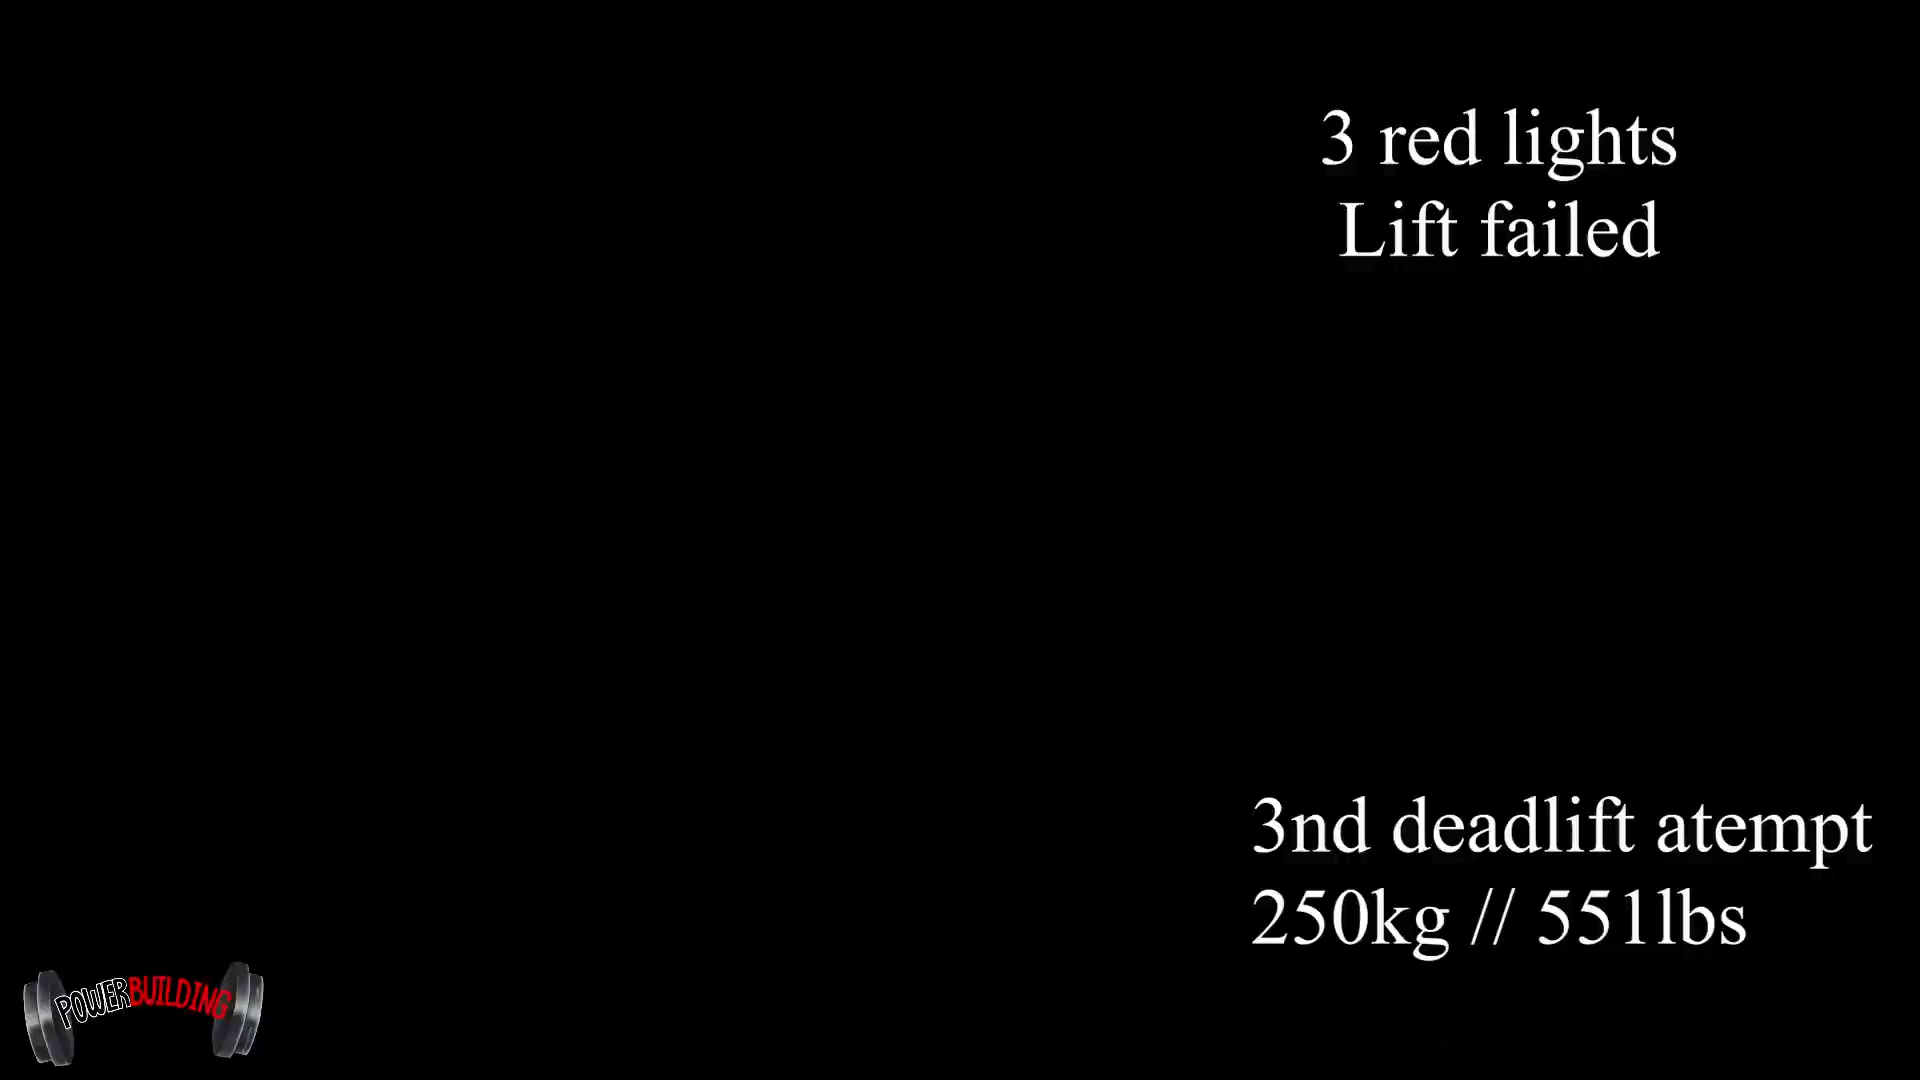 3 red lights
Lift failed
3nd deadlift atempt
250kg // 551lbs
POWERBUILDING